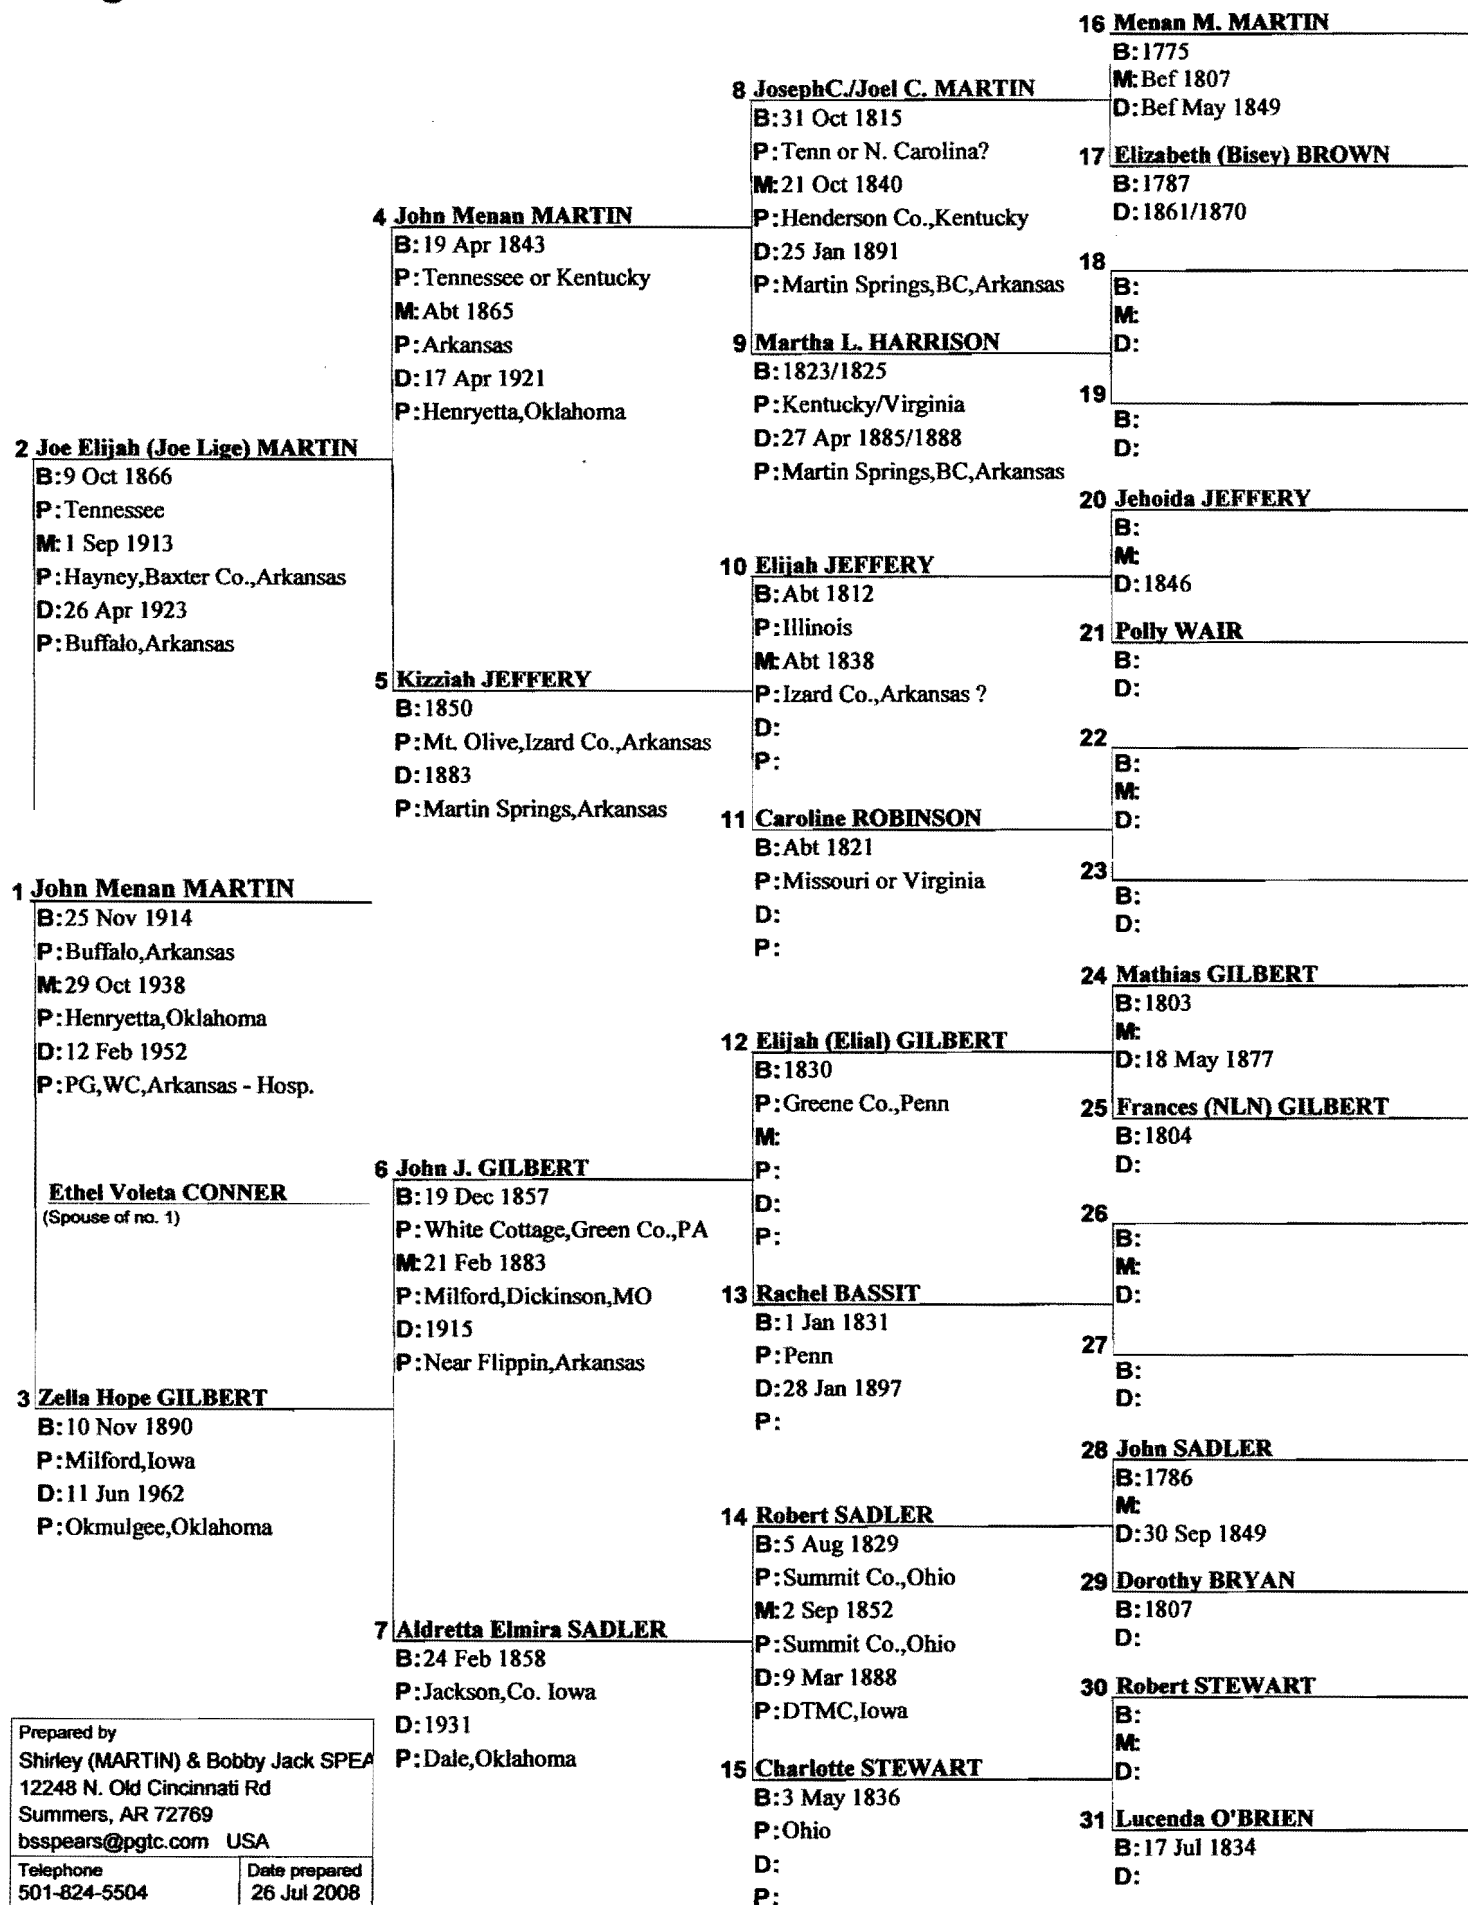 16 Menan M. MARTIN
B:1775
M:Bef 1807
D:Bef May 1849
8 JosephC./Joel C. MARTIN
B:31 Oct 1815
P:Tenn or N. Carolina?
M:21 Oct 1840
P:Henderson Co.,Kentucky
D:25 Jan 1891
P:Martin Springs,BC,Arkansas
17 Elizabeth (Bisey) BROWN
B:1787
D:1861/1870
4 John Menan MARTIN
B:19 Apr 1843
P:Tennessee or Kentucky
M:Abt 1865
P:Arkansas
D:17 Apr 1921
P:Henryetta,Oklahoma
18
B:
M:
D:
9 Martha L. HARRISON
B:1823/1825
P:Kentucky/Virginia
D:27 Apr 1885/1888
P:Martin Springs,BC,Arkansas
19
B:
D:
2 Joe Elijah (Joe Lige) MARTIN
B:9 Oct 1866
P:Tennessee
M:1 Sep 1913
P:Hayney,Baxter Co.,Arkansas
D:26 Apr 1923
P:Buffalo,Arkansas
20 Jehoida JEFFERY
B:
M:
D:1846
10 Elijah JEFFERY
B:Abt 1812
P:Illinois
M:Abt 1838
P:Izard Co.,Arkansas ?
D:
P:
21 Polly WAIR
B:
D:
5 Kizziah JEFFERY
B:1850
P:Mt. Olive,Izard Co.,Arkansas
D:1883
P:Martin Springs,Arkansas
22
B:
M:
D:
11 Caroline ROBINSON
B:Abt 1821
P:Missouri or Virginia
D:
P:
23
B:
D:
1 John Menan MARTIN
B:25 Nov 1914
P:Buffalo,Arkansas
M:29 Oct 1938
P:Henryetta,Oklahoma
D:12 Feb 1952
P:PG,WC,Arkansas - Hosp.
24 Mathias GILBERT
B:1803
M:
D:18 May 1877
12 Elijah (Elial) GILBERT
B:1830
P:Greene Co.,Penn
M:
P:
D:
P:
25 Frances (NLN) GILBERT
B:1804
D:
6 John J. GILBERT
B:19 Dec 1857
P:White Cottage,Green Co.,PA
M:21 Feb 1883
P:Milford,Dickinson,MO
D:1915
P:Near Flippin,Arkansas
Ethel Voleta CONNER
(Spouse of no. 1)
26
B:
M:
D:
13 Rachel BASSIT
B:1 Jan 1831
P:Penn
D:28 Jan 1897
P:
27
B:
D:
3 Zella Hope GILBERT
B:10 Nov 1890
P:Milford,Iowa
D:11 Jun 1962
P:Okmulgee,Oklahoma
28 John SADLER
B:1786
M:
D:30 Sep 1849
14 Robert SADLER
B:5 Aug 1829
P:Summit Co.,Ohio
M:2 Sep 1852
P:Summit Co.,Ohio
D:9 Mar 1888
P:DTMC,Iowa
29 Dorothy BRYAN
B:1807
D:
7 Aldretta Elmira SADLER
B:24 Feb 1858
P:Jackson,Co. Iowa
D:1931
P:Dale,Oklahoma
30 Robert STEWART
B:
M:
D:
15 Charlotte STEWART
B:3 May 1836
P:Ohio
D:
P:
31 Lucenda O'BRIEN
B:17 Jul 1834
D:
Prepared by
Shirley (MARTIN) & Bobby Jack SPEA
12248 N. Old Cincinnati Rd
Summers, AR 72769
bsspears@pgtc.com USA
Telephone
501-824-5504
Date prepared
26 Jul 2008